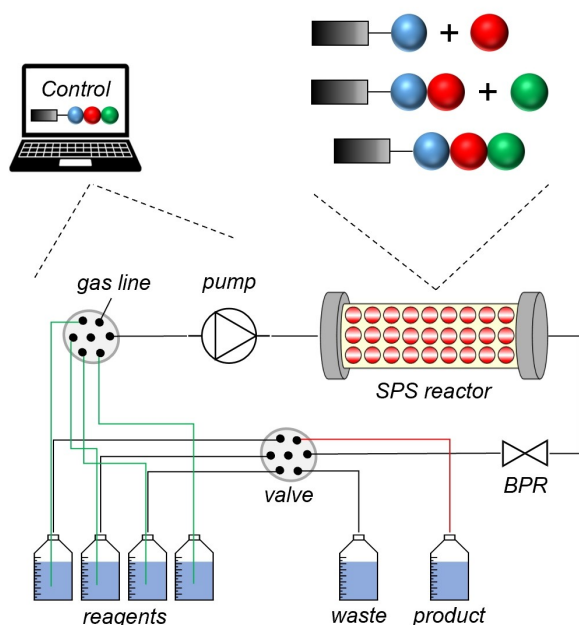 Control
+
+
gas line
pump
SPS reactor
valve
BPR
reagents
waste
product